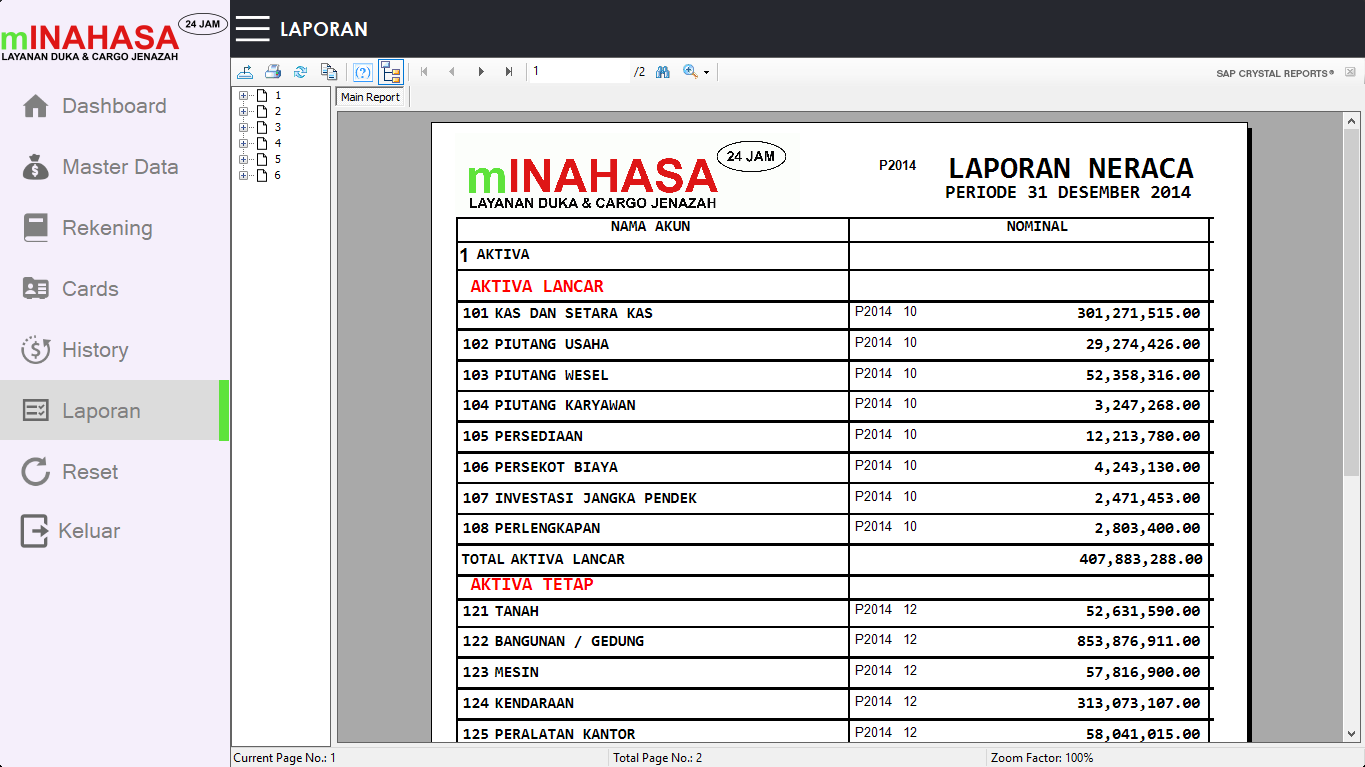 mINAHASA
24 JAM
LAYANAN DUKA & CARGO JENAZAH
Dashboard
Master Data
Rekening
Cards
History
Laporan
Reset
Keluar
LAPORAN
1 /2
SAP CRYSTAL REPORTS®
1
2
3
4
5
6
Main Report
mINAHASA
24 JAM
LAYANAN DUKA & CARGO JENAZAH
P2014 LAPORAN NERACA
PERIODE 31 DESEMBER 2014
NAMA AKUN NOMINAL
1 AKTIVA
AKTIVA LANCAR
101 KAS DAN SETARA KAS P2014 10 301,271,515.00
102 PIUTANG USAHA P2014 10 29,274,426.00
103 PIUTANG WESEL P2014 10 52,358,316.00
104 PIUTANG KARYAWAN P2014 10 3,247,268.00
105 PERSEDIAAN P2014 10 12,213,780.00
106 PERSEKOT BIAYA P2014 10 4,243,130.00
107 INVESTASI JANGKA PENDEK P2014 10 2,471,453.00
108 PERLENGKAPAN P2014 10 2,803,400.00
TOTAL AKTIVA LANCAR 407,883,288.00
AKTIVA TETAP
121 TANAH P2014 12 52,631,590.00
122 BANGUNAN / GEDUNG P2014 12 853,876,911.00
123 MESIN P2014 12 57,816,900.00
124 KENDARAAN P2014 12 313,073,107.00
125 PERALATAN KANTOR P2014 12 58,041,015.00
Current Page No.: 1 Total Page No.: 2 Zoom Factor: 100%